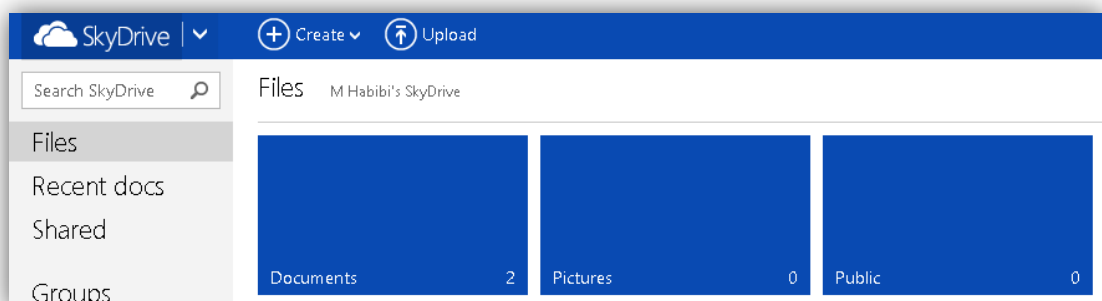 SkyDrive Create Upload
Search SkyDrive
Files M Habibi's SkyDrive
Files
Recent docs
Shared
Groups
Documents 2 Pictures 0 Public 0